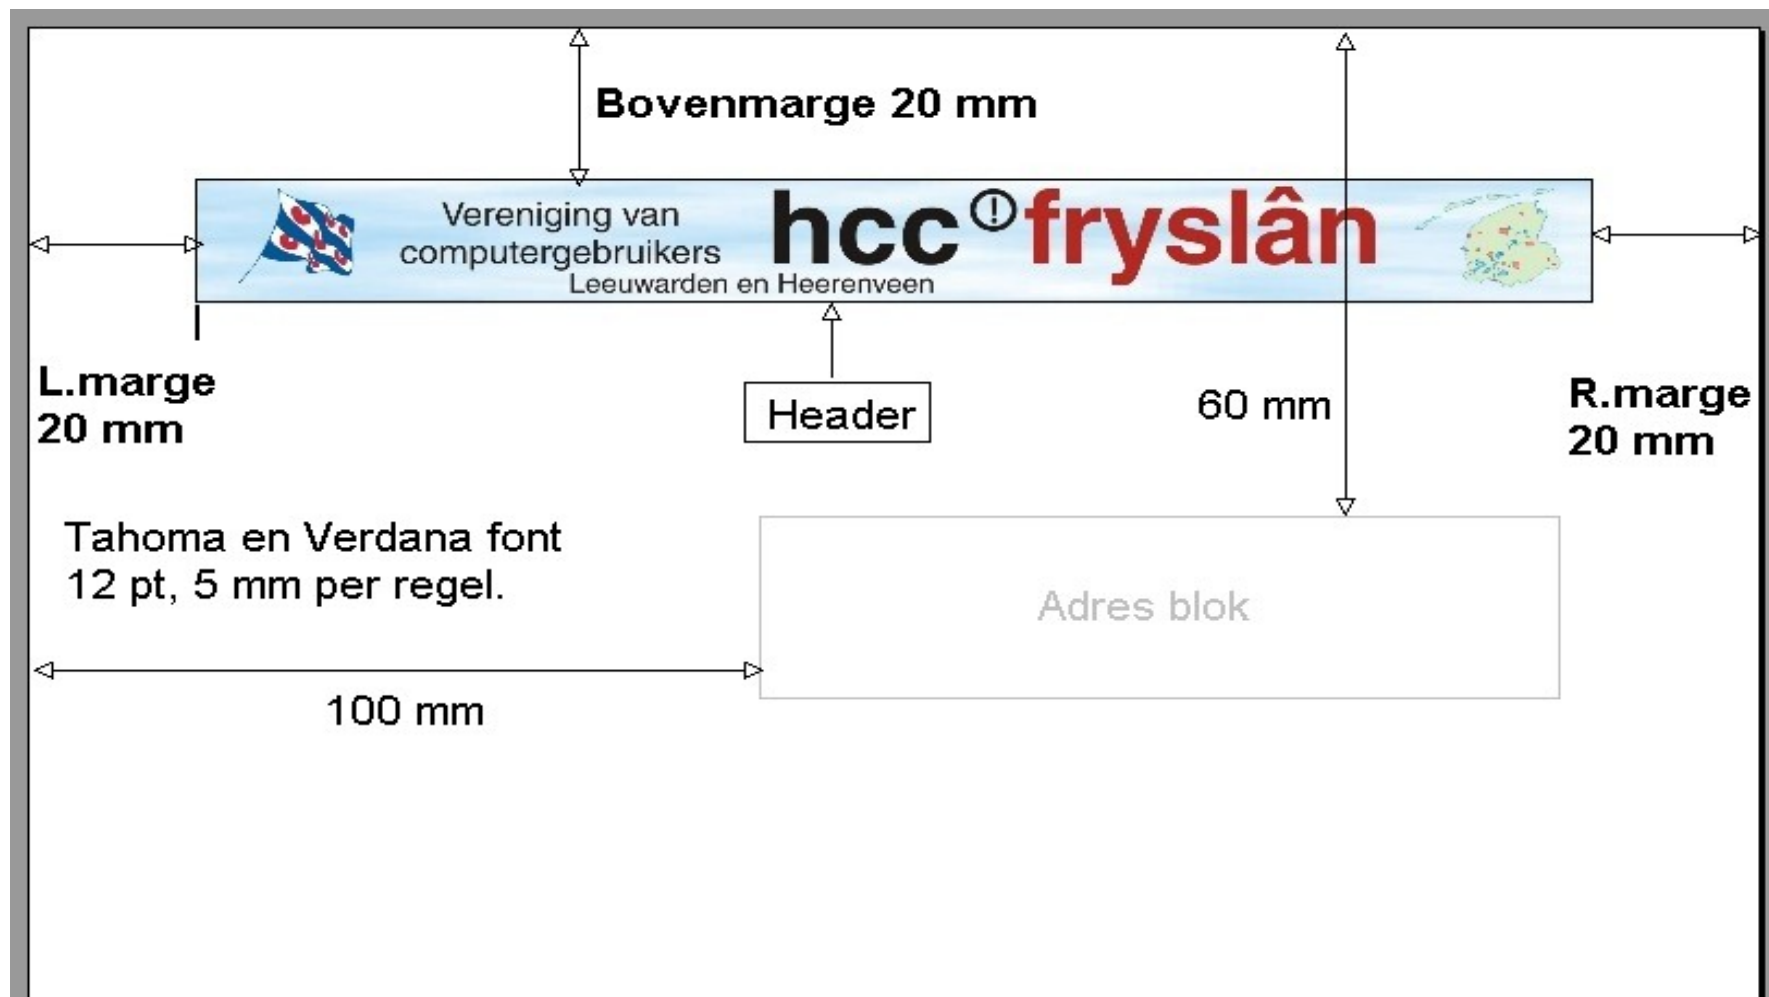 Bovenmarge 20 mm
Vereniging van
computergebruikers
hcc!fryslân
Leeuwarden en Heerenveen
L.marge
20 mm
Header
60 mm
R.marge
20 mm
Tahoma en Verdana font
12 pt, 5 mm per regel.
Adres blok
100 mm